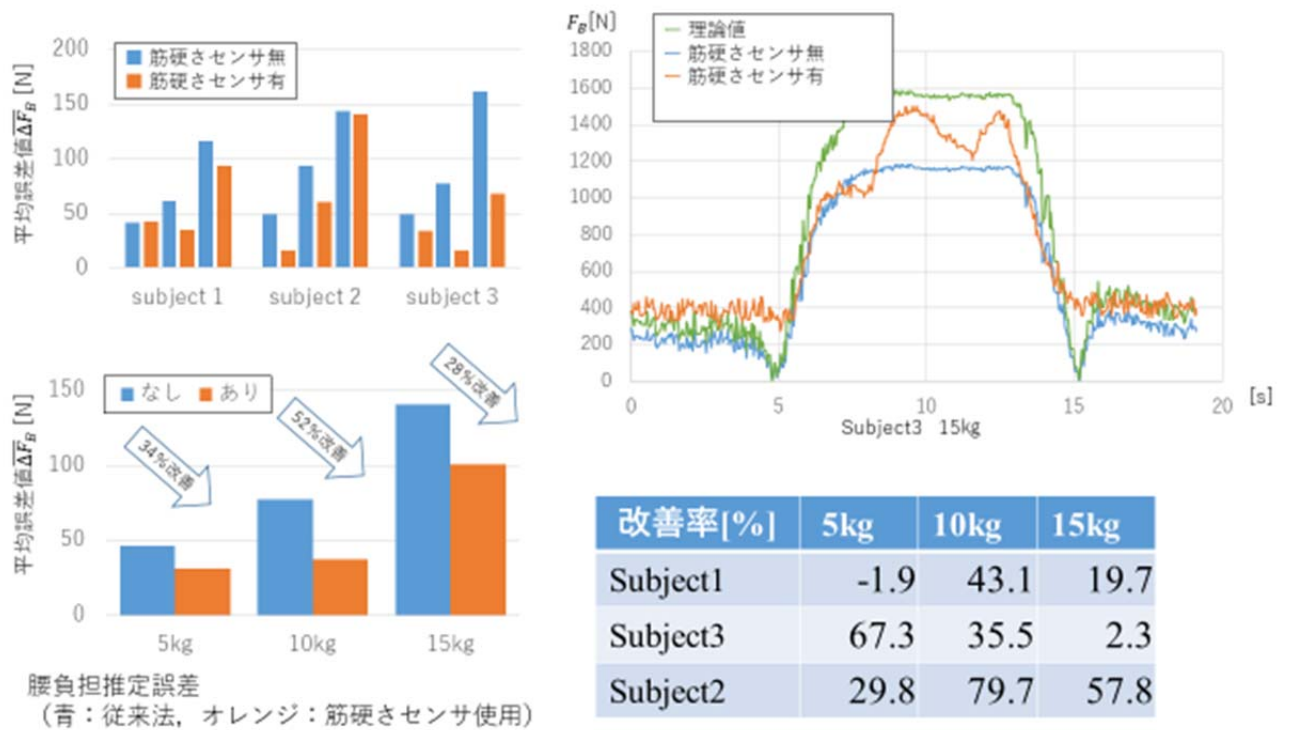 平均誤差値ΔF_B [N]
200
150
100
50
0
筋硬さセンサ無
筋硬さセンサ有
subject 1
subject 2
subject 3
F_B[N]
理論値
筋硬さセンサ無
筋硬さセンサ有
1800
1600
1400
1200
1000
800
600
400
200
0
0 5 10 15 20 [s]
Subject3 15kg
平均誤差値ΔF_B [N]
150
100
50
0
なし あり
34%改善
52%改善
28%改善
5kg 10kg 15kg
腰負担推定誤差
(青：従来法，オレンジ：筋硬さセンサ使用)
改善率[%] 5kg 10kg 15kg
Subject1 -1.9 43.1 19.7
Subject3 67.3 35.5 2.3
Subject2 29.8 79.7 57.8